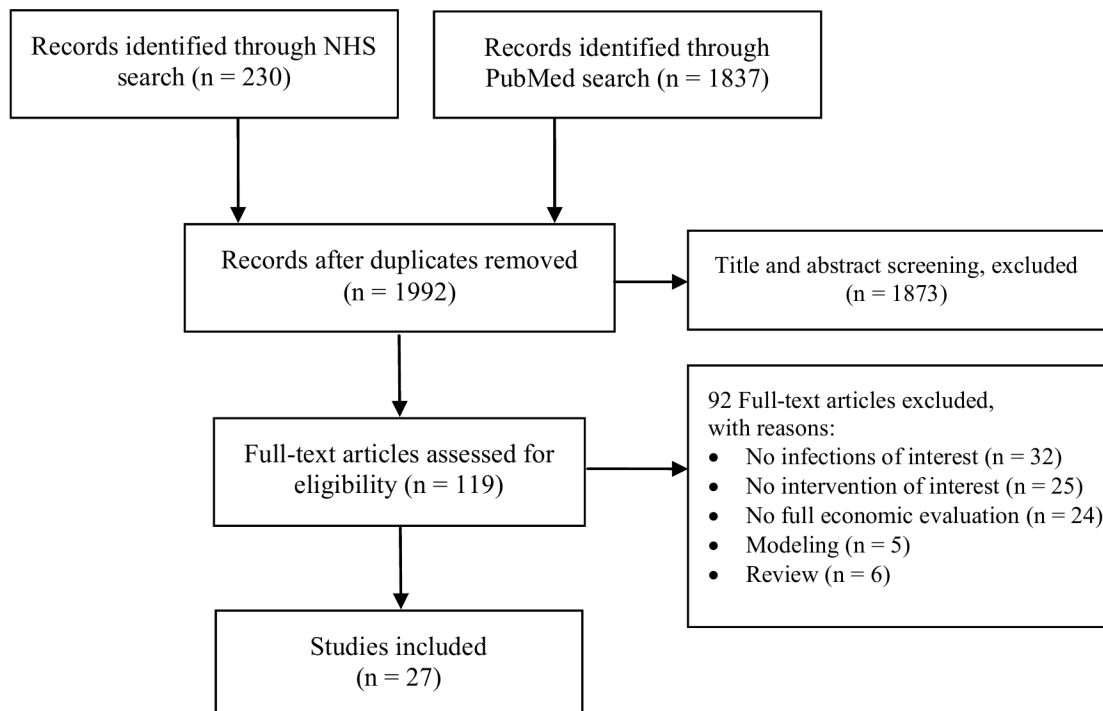 Records identified through NHS
search (n = 230)
Records identified through
PubMed search (n = 1837)
Records after duplicates removed
(n = 1992)
Title and abstract screening, excluded
(n = 1873)
Full-text articles assessed for
eligibility (n = 119)
92 Full-text articles excluded,
with reasons:
• No infections of interest (n = 32)
• No intervention of interest (n = 25)
• No full economic evaluation (n = 24)
• Modeling (n = 5)
• Review (n = 6)
Studies included
(n = 27)